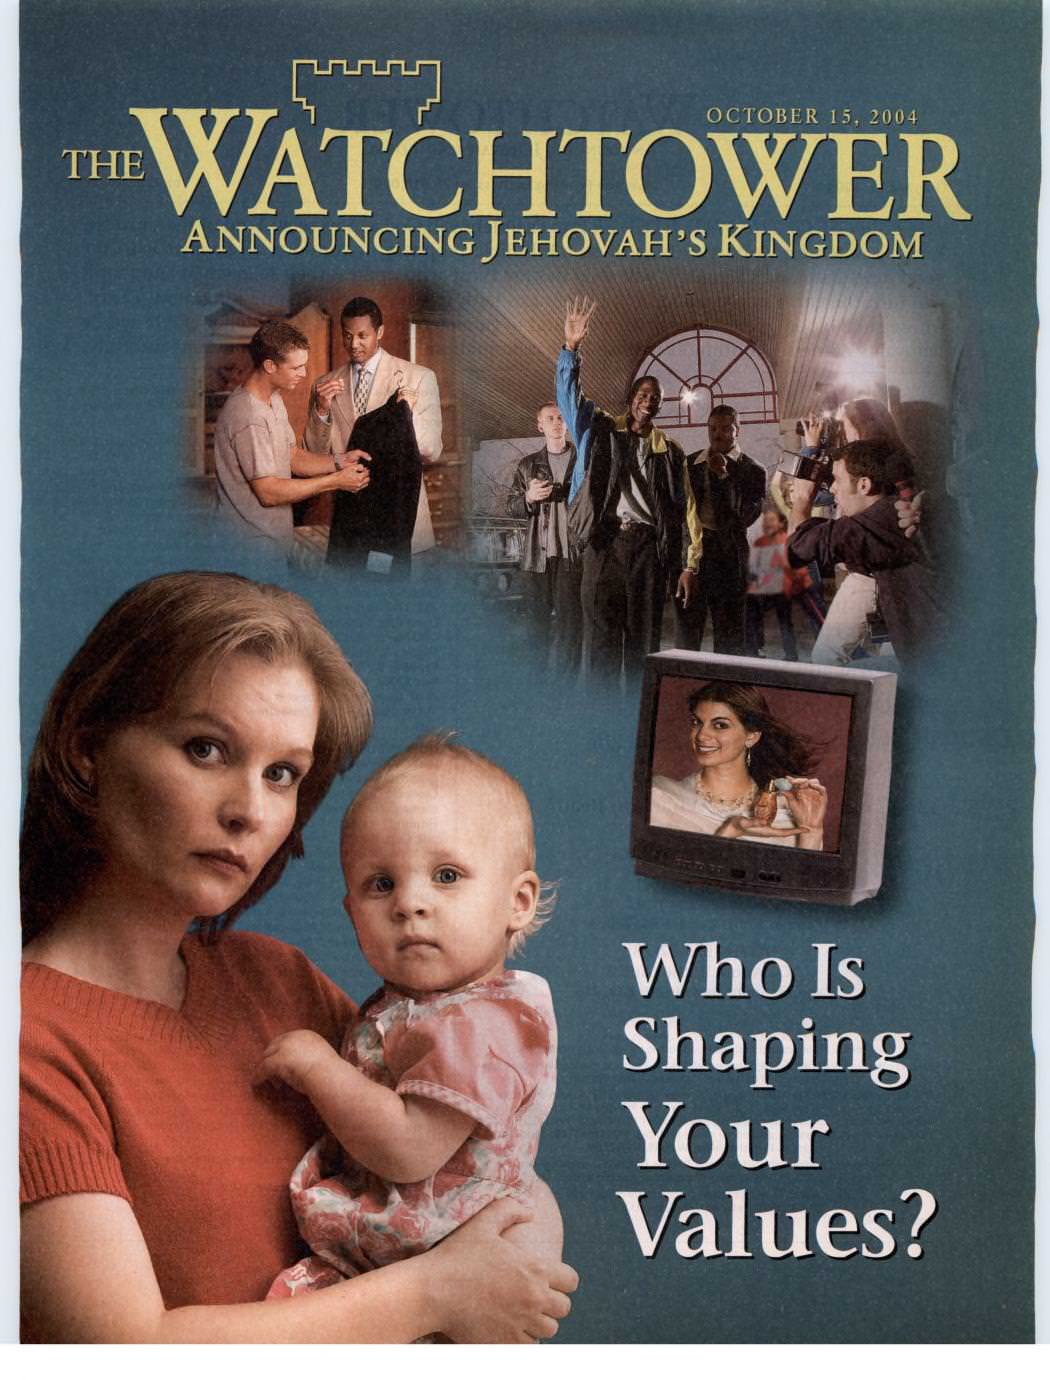 OCTOBER 15, 2004
THE WATCHTOWER
ANNOUNCING JEHOVAH'S KINGDOM
Who Is
Shaping
Your
Values?